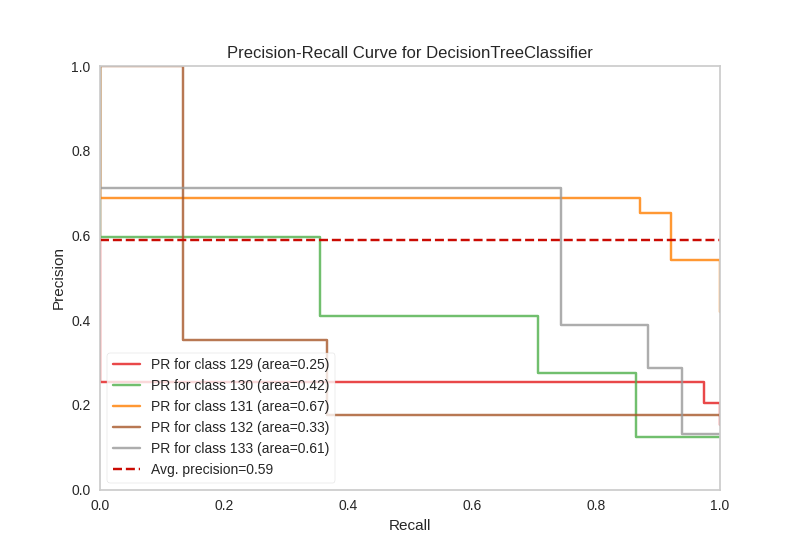 Precision-Recall Curve for DecisionTreeClassifier
1.0
0.8
0.6
0.4
0.2
0.0
Precision
PR for class 129 (area=0.25)
PR for class 130 (area=0.42)
PR for class 131 (area=0.67)
PR for class 132 (area=0.33)
PR for class 133 (area=0.61)
Avg. precision=0.59
0.0 0.2 0.4 0.6 0.8 1.0
Recall